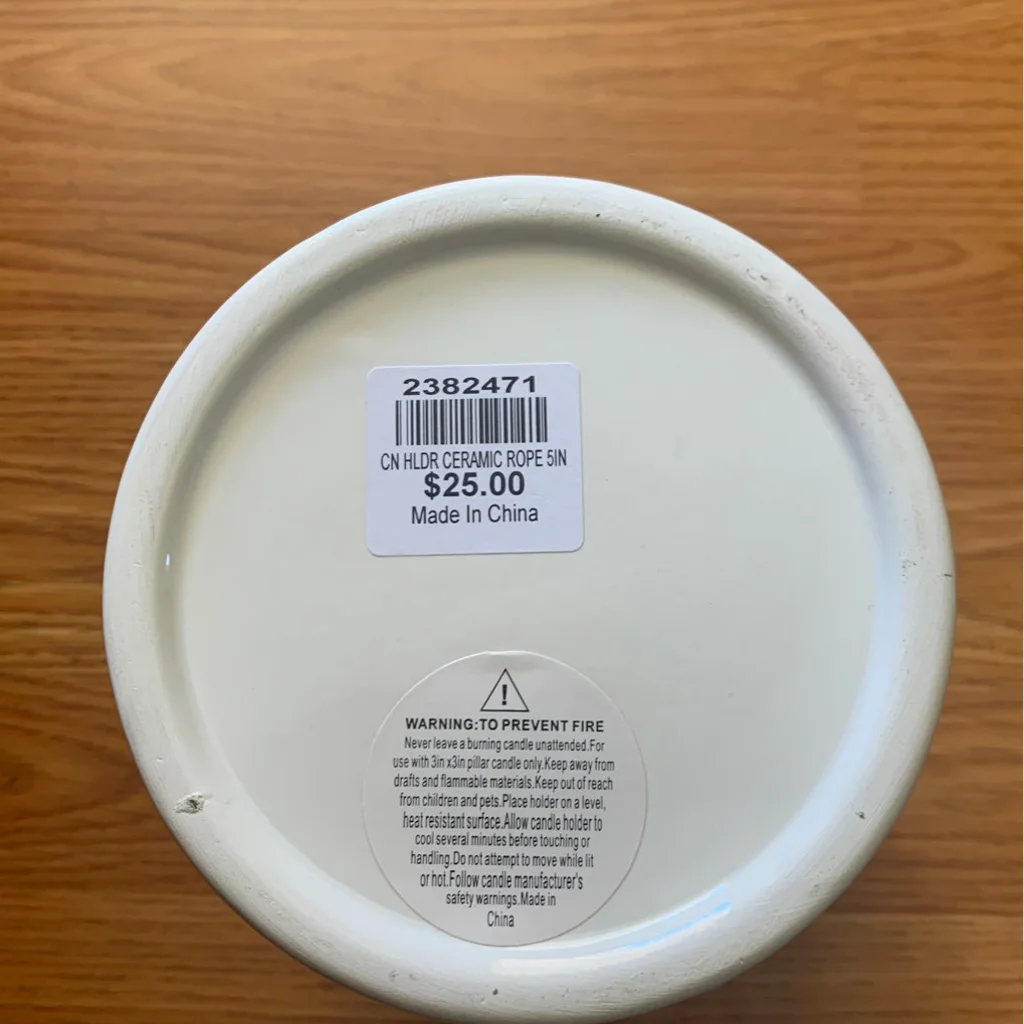 2382471
CN HLDR CERAMIC ROPE 5IN
$25.00
Made In China
!
WARNING:TO PREVENT FIRE
Never leave a burning candle unattended.For
use with 3in x3in pillar candle only.Keep away from
drafts and flammable materials.Keep out of reach
from children and pets.Place holder on a level,
heat resistant surface.Allow candle holder to
cool several minutes before touching or
handling.Do not attempt to move while lit
or hot.Follow candle manufacturer's
safety warnings.Made in
China